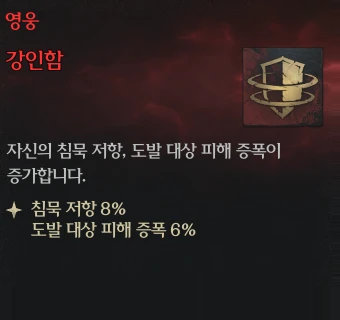 영웅
강인함
자신의 침묵 저항, 도발 대상 피해 증폭이
증가합니다.
침묵 저항 8%
도발 대상 피해 증폭 6%